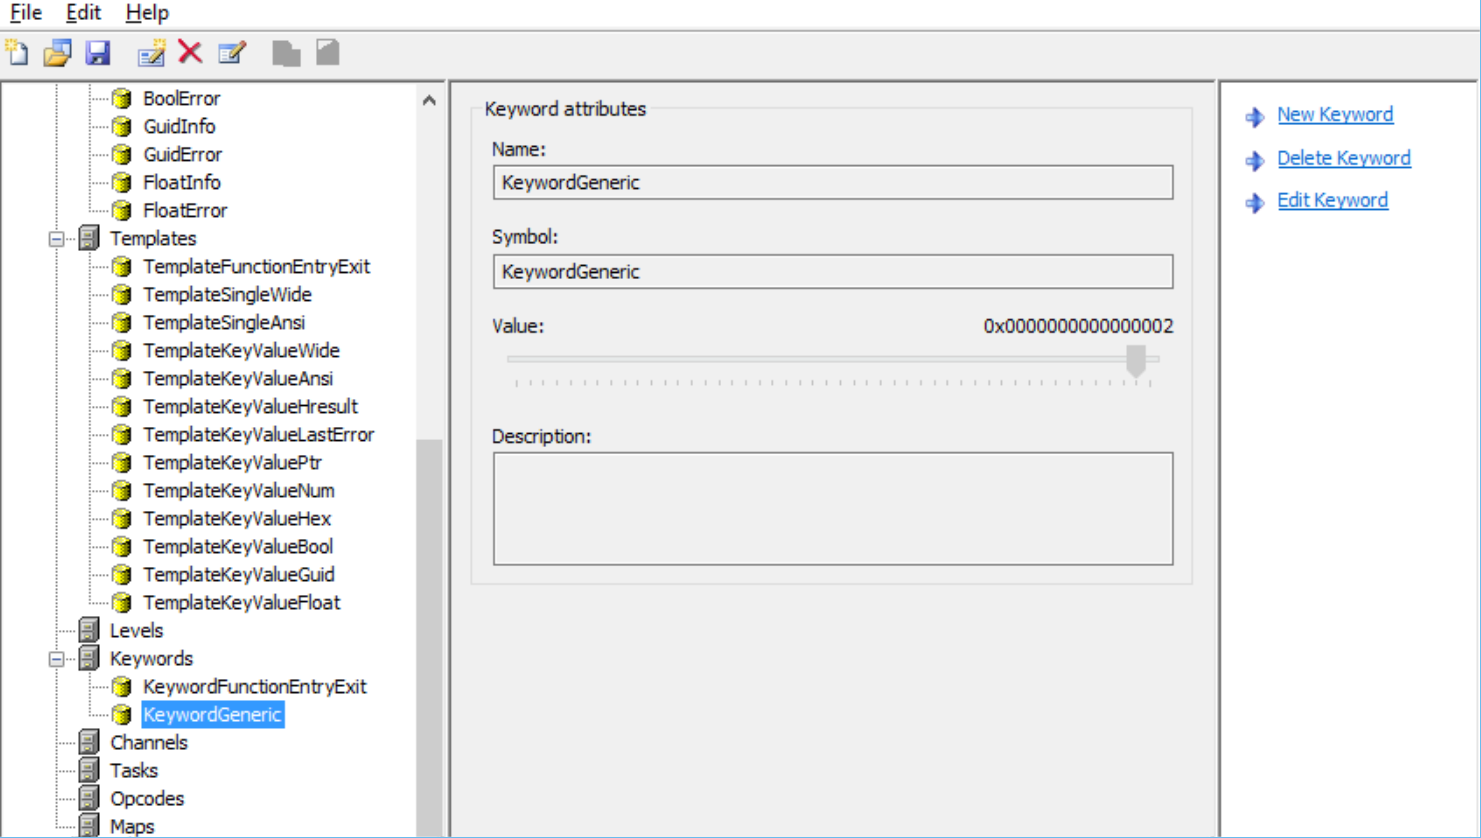 File Edit Help
BoolError
GuidInfo
GuidError
FloatInfo
FloatError
Templates
TemplateFunctionEntryExit
TemplateSingleWide
TemplateSingleAnsi
TemplateKeyValueWide
TemplateKeyValueAnsi
TemplateKeyValueHresult
TemplateKeyValueLastError
TemplateKeyValuePtr
TemplateKeyValueNum
TemplateKeyValueHex
TemplateKeyValueBool
TemplateKeyValueGuid
TemplateKeyValueFloat
Levels
Keywords
KeywordFunctionEntryExit
KeywordGeneric
Channels
Tasks
Opcodes
Maps
Keyword attributes
Name:
KeywordGeneric
Symbol:
KeywordGeneric
Value: 0x0000000000000002
Description:
New Keyword
Delete Keyword
Edit Keyword